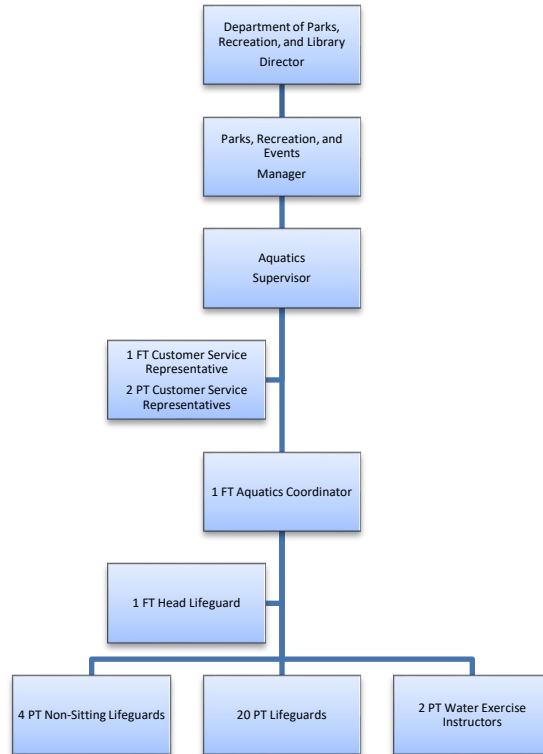 Department of Parks,
Recreation, and Library
Director
Parks, Recreation, and
Events
Manager
Aquatics
Supervisor
1 FT Customer Service
Representative
2 PT Customer Service
Representatives
1 FT Aquatics Coordinator
1 FT Head Lifeguard
4 PT Non-Sitting Lifeguards
20 PT Lifeguards
2 PT Water Exercise
Instructors